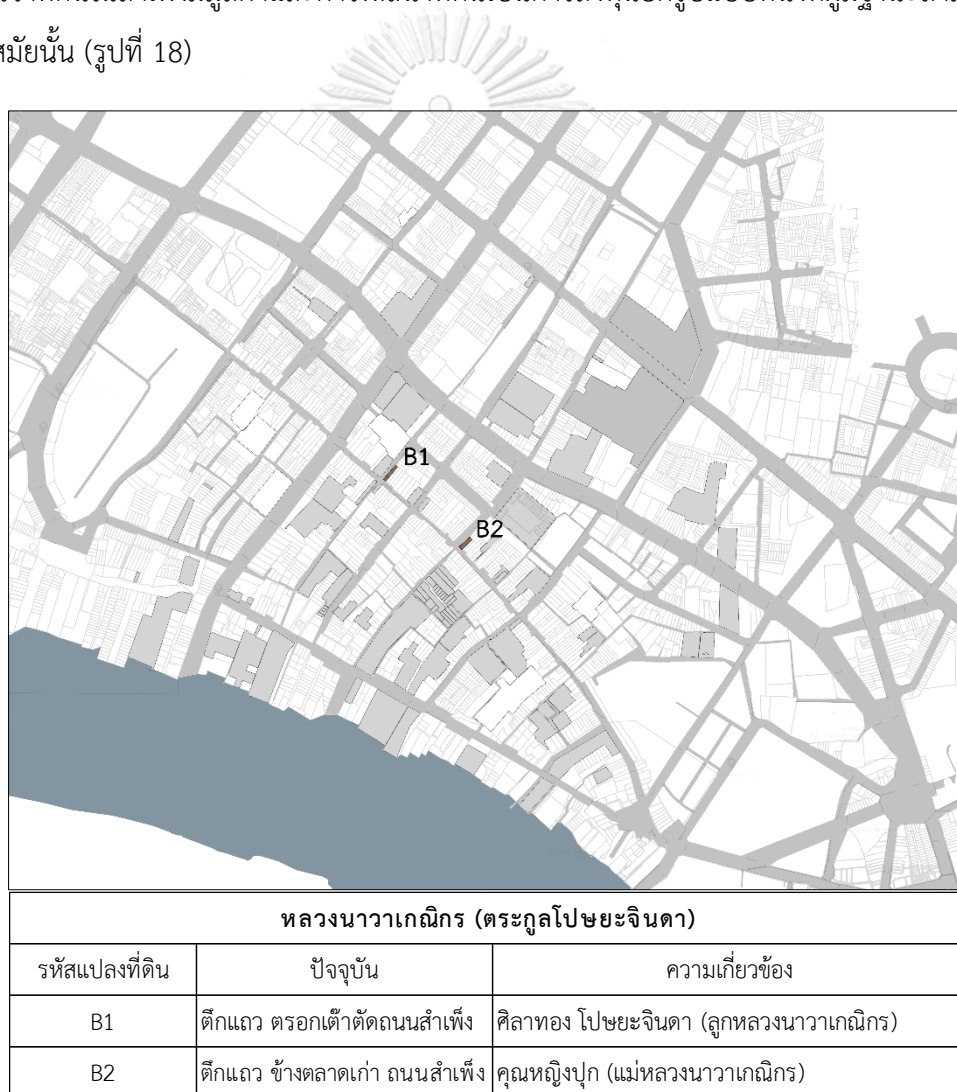 สมัยนั้น (รูปที่ 18)
B1
B2
หลวงนาวาเกณิกร (ตระกูลโปษยะจินดา)
รหัสแปลงที่ดิน ปัจจุบัน ความเกี่ยวข้อง
B1 ตึกแถว ตรอกเต๊าตัดถนนสำเพ็ง ศิลาทอง โปษยะจินดา (ลูกหลวงนาวาเกณิกร)
B2 ตึกแถว ข้างตลาดเก่า ถนนสำเพ็ง คุณหญิงปุก (แม่หลวงนาวาเกณิกร)